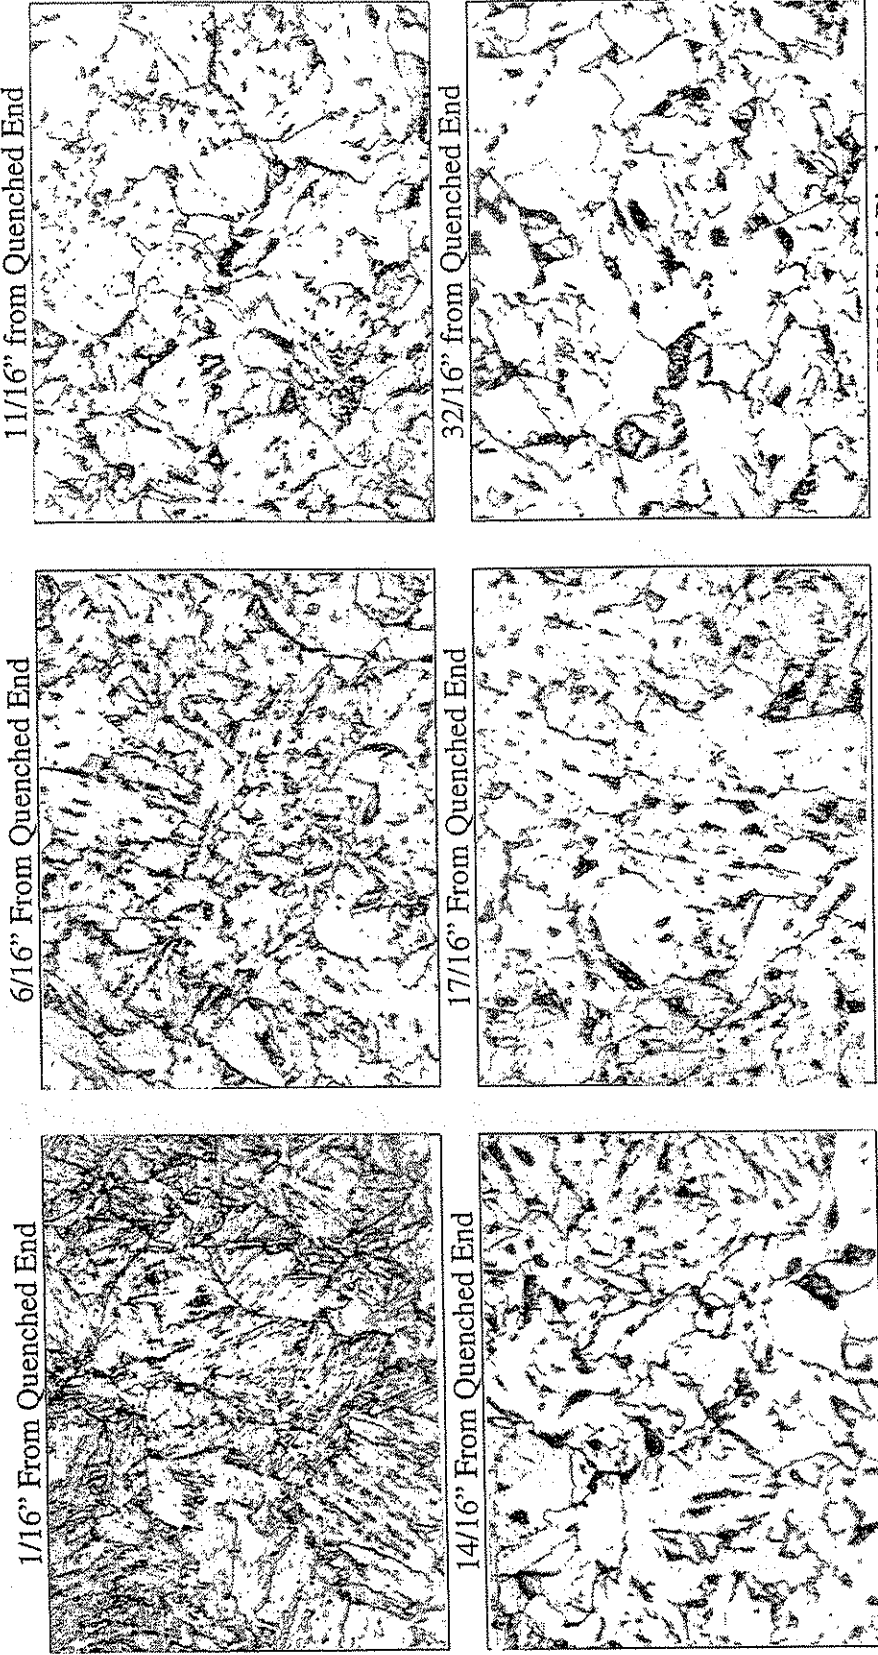 1/16” From Quenched End
6/16” From Quenched End
11/16” from Quenched End
14/16” From Quenched End
17/16” From Quenched End
32/16” from Quenched End